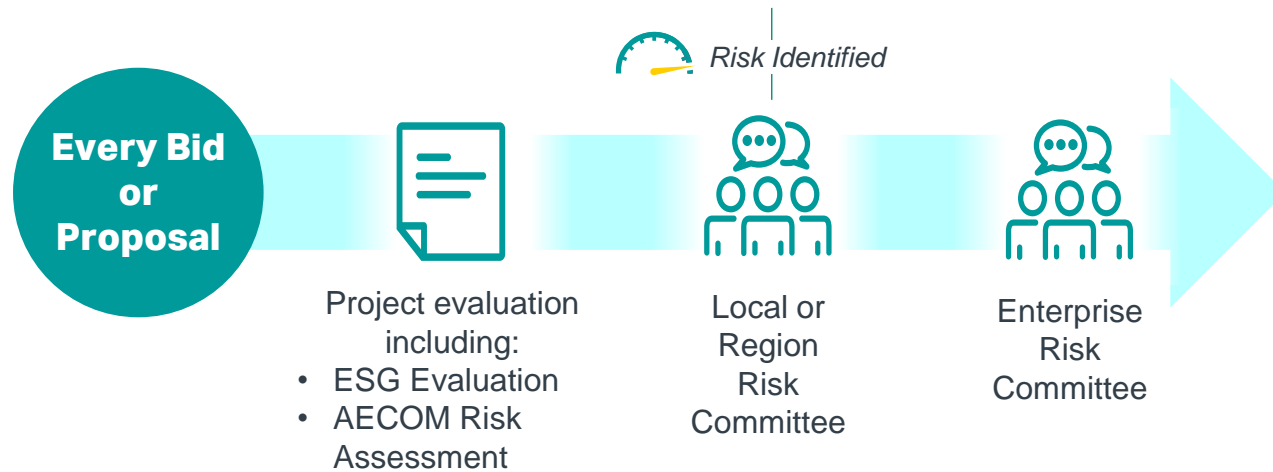 Risk Identified
Every Bid
or
Proposal
Project evaluation
including:
• ESG Evaluation
• AECOM Risk
Assessment
Local or
Region
Risk
Committee
Enterprise
Risk
Committee